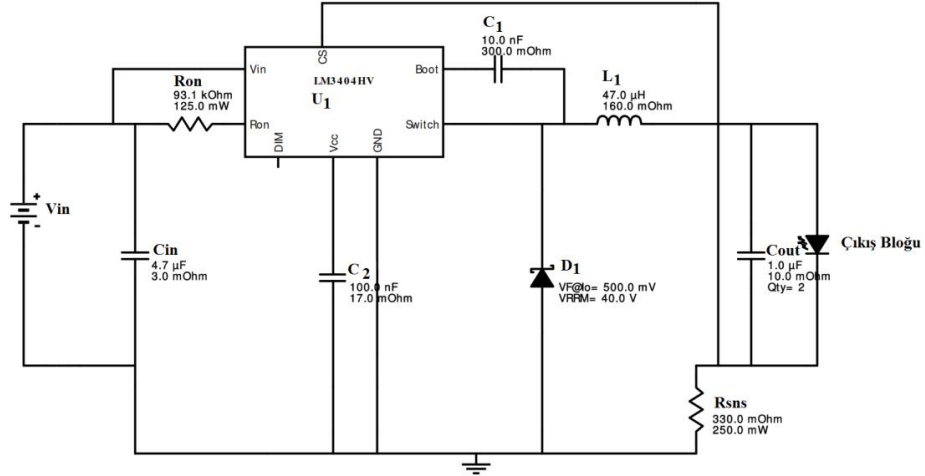 C1
10.0 nF
300.0 mOhm
CS
Vin
LM3404HV
Boot
U1
Ron
93.1 kOhm
125.0 mW
Ron
Switch
DIM
Vcc
GND
L1
47.0 µH
160.0 mOhm
+
Vin
-
Cin
4.7 µF
3.0 mOhm
C2
100.0 nF
17.0 mOhm
D1
VF@Io= 500.0 mV
VRRM= 40.0 V
Cout
1.0 µF
10.0 mOhm
Qty= 2
Çıkış Bloğu
Rsns
330.0 mOhm
250.0 mW